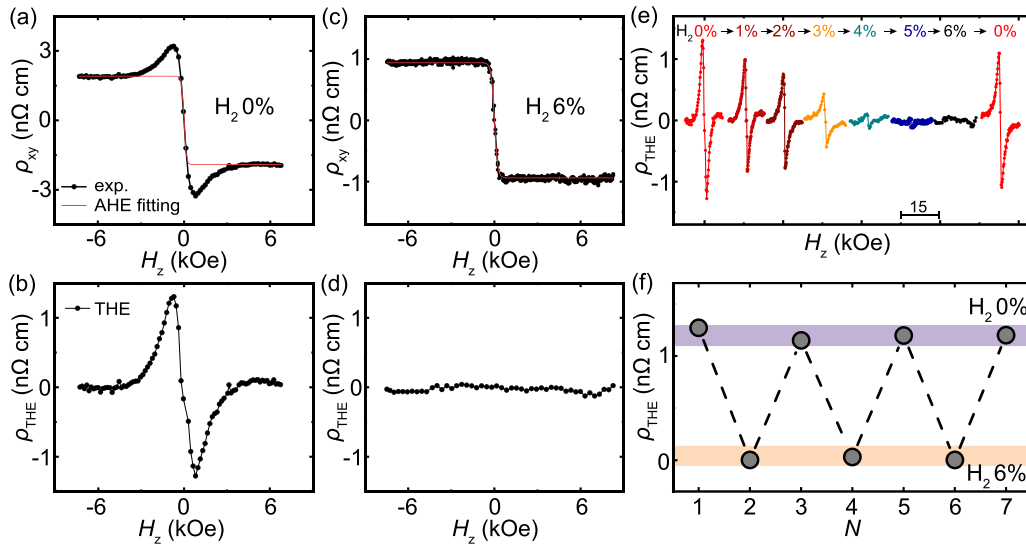 (a)
3
0
-3
ρxy (nΩ cm)
H2 0%
exp.
AHE fitting
-6 0 6
Hz (kOe)
(b)
THE
1
0
-1
ρTHE (nΩ cm)
-6 0 6
Hz (kOe)
(c)
1
0
-1
ρxy (nΩ cm)
H2 6%
-6 0 6
Hz (kOe)
(d)
1
0
-1
ρTHE (nΩ cm)
-6 0 6
Hz (kOe)
(e)
H2 0% → 1% → 2% → 3% → 4% → 5% → 6% → 0%
1
0
-1
ρTHE (nΩ cm)
15
Hz (kOe)
(f)
H2 0%
1
0
ρTHE (nΩ cm)
H2 6%
1 2 3 4 5 6 7
N